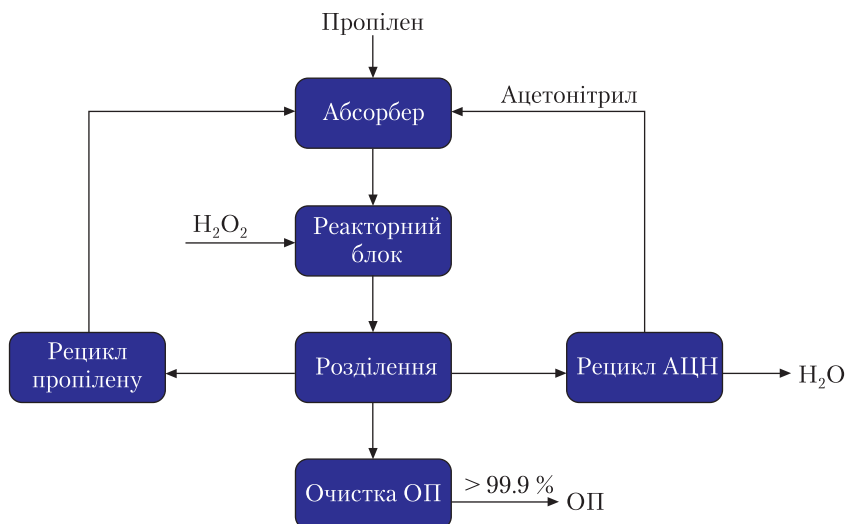 Пропілен
Абсорбер
Ацетонітрил
H₂O₂
Реакторний
блок
Рецикл
пропілену
Розділення
Рецикл АЦН
H₂O
Очистка ОП
> 99.9 %
ОП